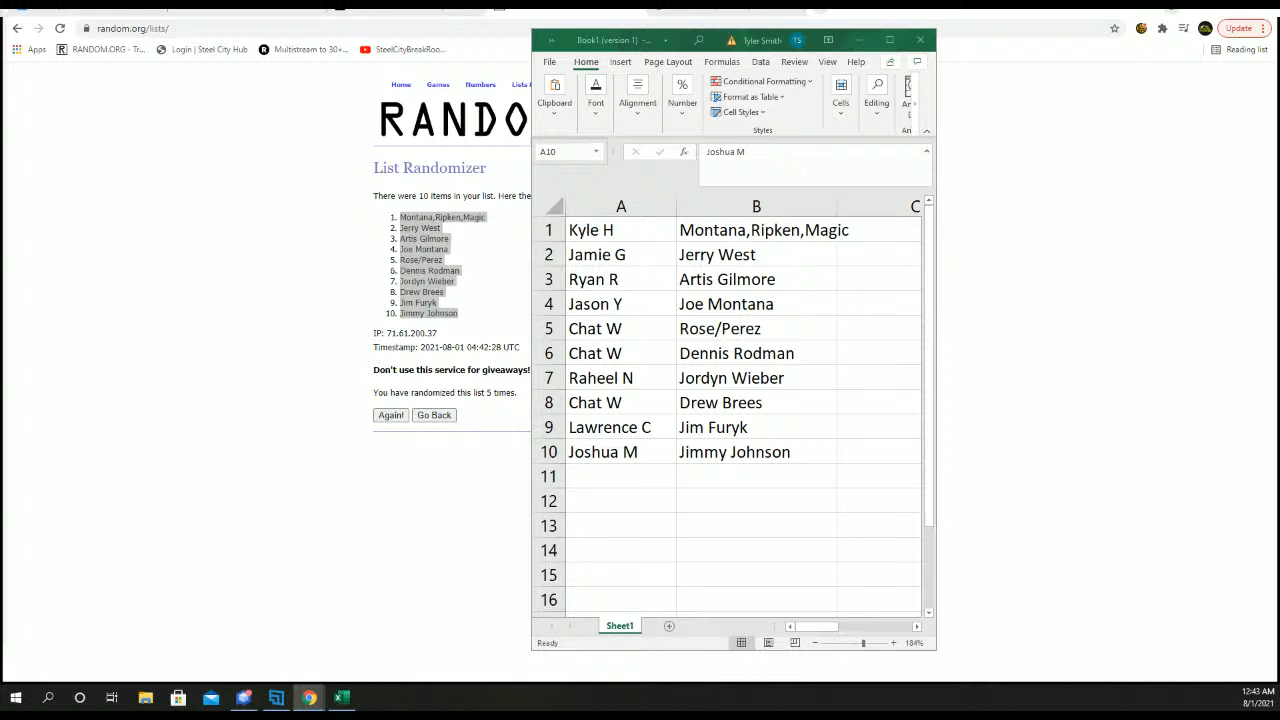 random.org/lists/
Update
Apps
RANDOM.ORG - Tr...
Login | Steel City Hub
Multistream to 30+...
SteelCityBreakRoo...
Reading list
Home
Games
Numbers
Lists
RANDO
List Randomizer
There were 10 items in your list. Here the
1. Montana,Ripken,Magic
2. Jerry West
3. Artis Gilmore
4. Joe Montana
5. Rose/Perez
6. Dennis Rodman
7. Jordyn Wieber
8. Drew Brees
9. Jim Furyk
10. Jimmy Johnson
IP: 71.61.200.37
Timestamp: 2021-08-01 04:42:28 UTC
Don't use this service for giveaways!
You have randomized this list 5 times.
Again!
Go Back
Book1 (version 1) -...
Tyler Smith
TS
File
Home
Insert
Page Layout
Formulas
Data
Review
View
Help
Clipboard
Font
Alignment
Number
Conditional Formatting
Format as Table
Cell Styles
Styles
Cells
Editing
An
A10
fx
Joshua M
A B C
1 Kyle H Montana,Ripken,Magic
2 Jamie G Jerry West
3 Ryan R Artis Gilmore
4 Jason Y Joe Montana
5 Chat W Rose/Perez
6 Chat W Dennis Rodman
7 Raheel N Jordyn Wieber
8 Chat W Drew Brees
9 Lawrence C Jim Furyk
10 Joshua M Jimmy Johnson
11
12
13
14
15
16
Sheet1
Ready
184%
12:43 AM
8/1/2021